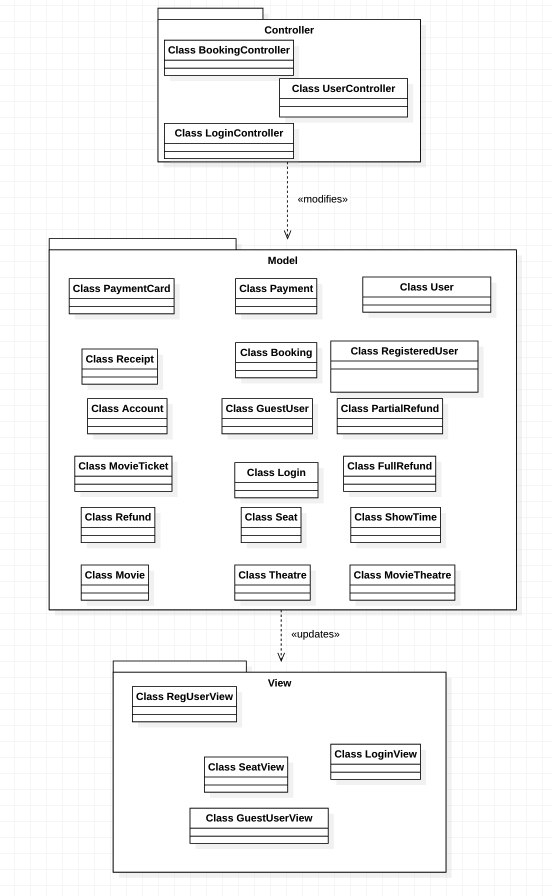 Controller
Class BookingController
Class UserController
Class LoginController
«modifies»
Model
Class PaymentCard
Class Payment
Class User
Class Receipt
Class Booking
Class RegisteredUser
Class Account
Class GuestUser
Class PartialRefund
Class MovieTicket
Class Login
Class FullRefund
Class Refund
Class Seat
Class ShowTime
Class Movie
Class Theatre
Class MovieTheatre
«updates»
View
Class RegUserView
Class LoginView
Class SeatView
Class GuestUserView